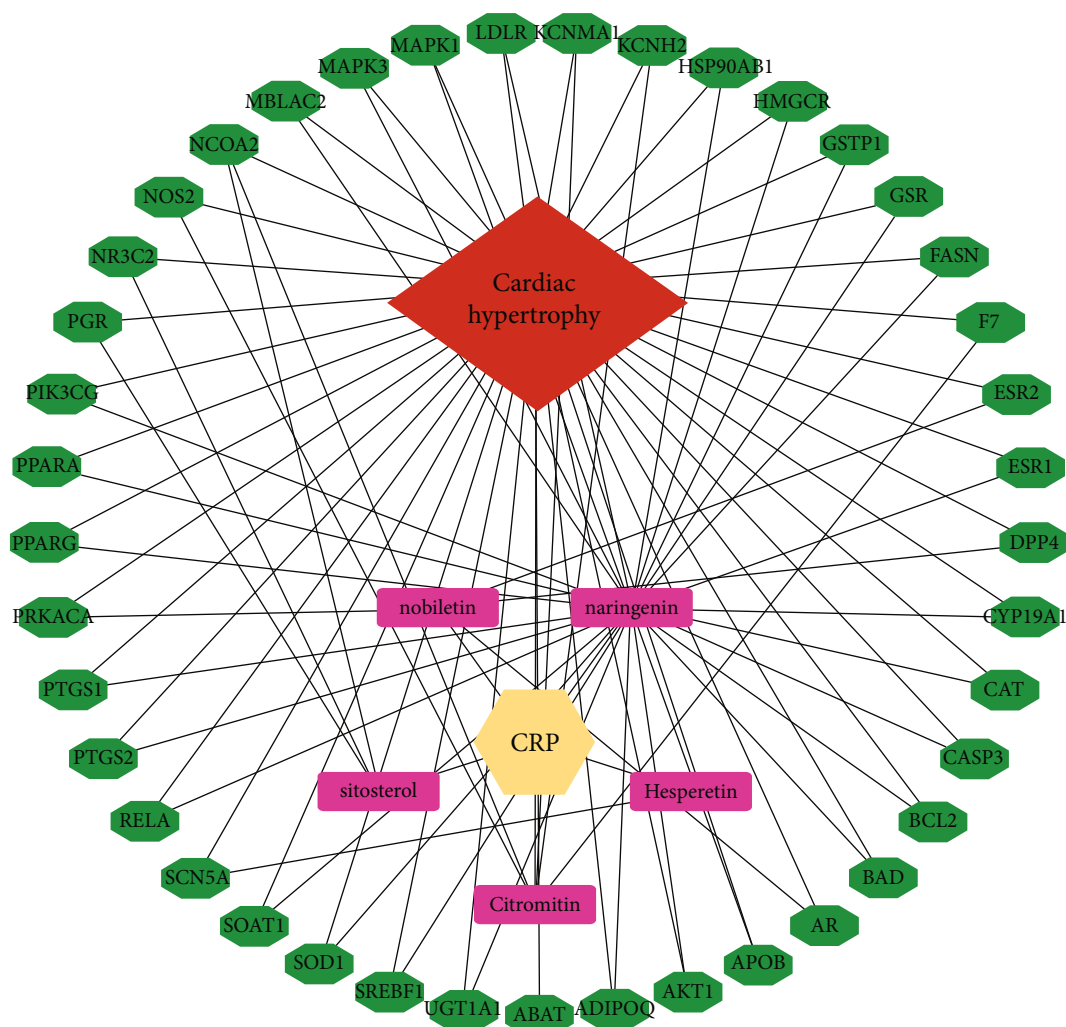 LDLR
KCNMA1
MAPK1
KCNH2
MAPK3
HSP90AB1
MBLAC2
HMGCR
NCOA2
GSTP1
NOS2
GSR
NR3C2
FASN
Cardiac
hypertrophy
PGR
F7
PIK3CG
ESR2
PPARA
ESR1
PPARG
DPP4
nobiletin
naringenin
PRKACA
CYP19A1
PTGS1
CAT
CRP
PTGS2
CASP3
sitosterol
Hesperetin
RELA
BCL2
SCN5A
BAD
Citromitin
SOAT1
AR
SOD1
APOB
SREBF1
AKT1
UGT1A1
ABAT
ADIPOQ